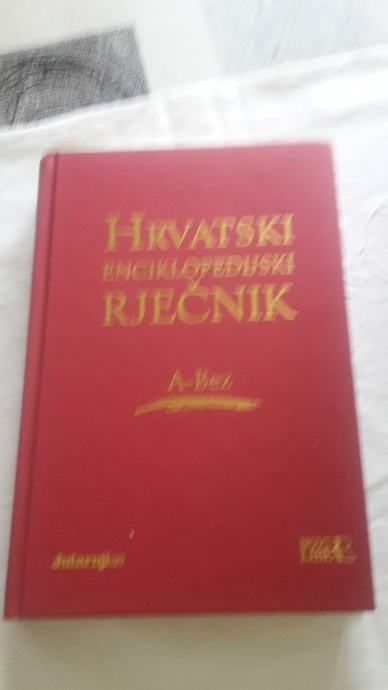 HRVATSKI
ENCIKLOPEDIJSKI
RJEČNIK
A-Bez
Jutarnji